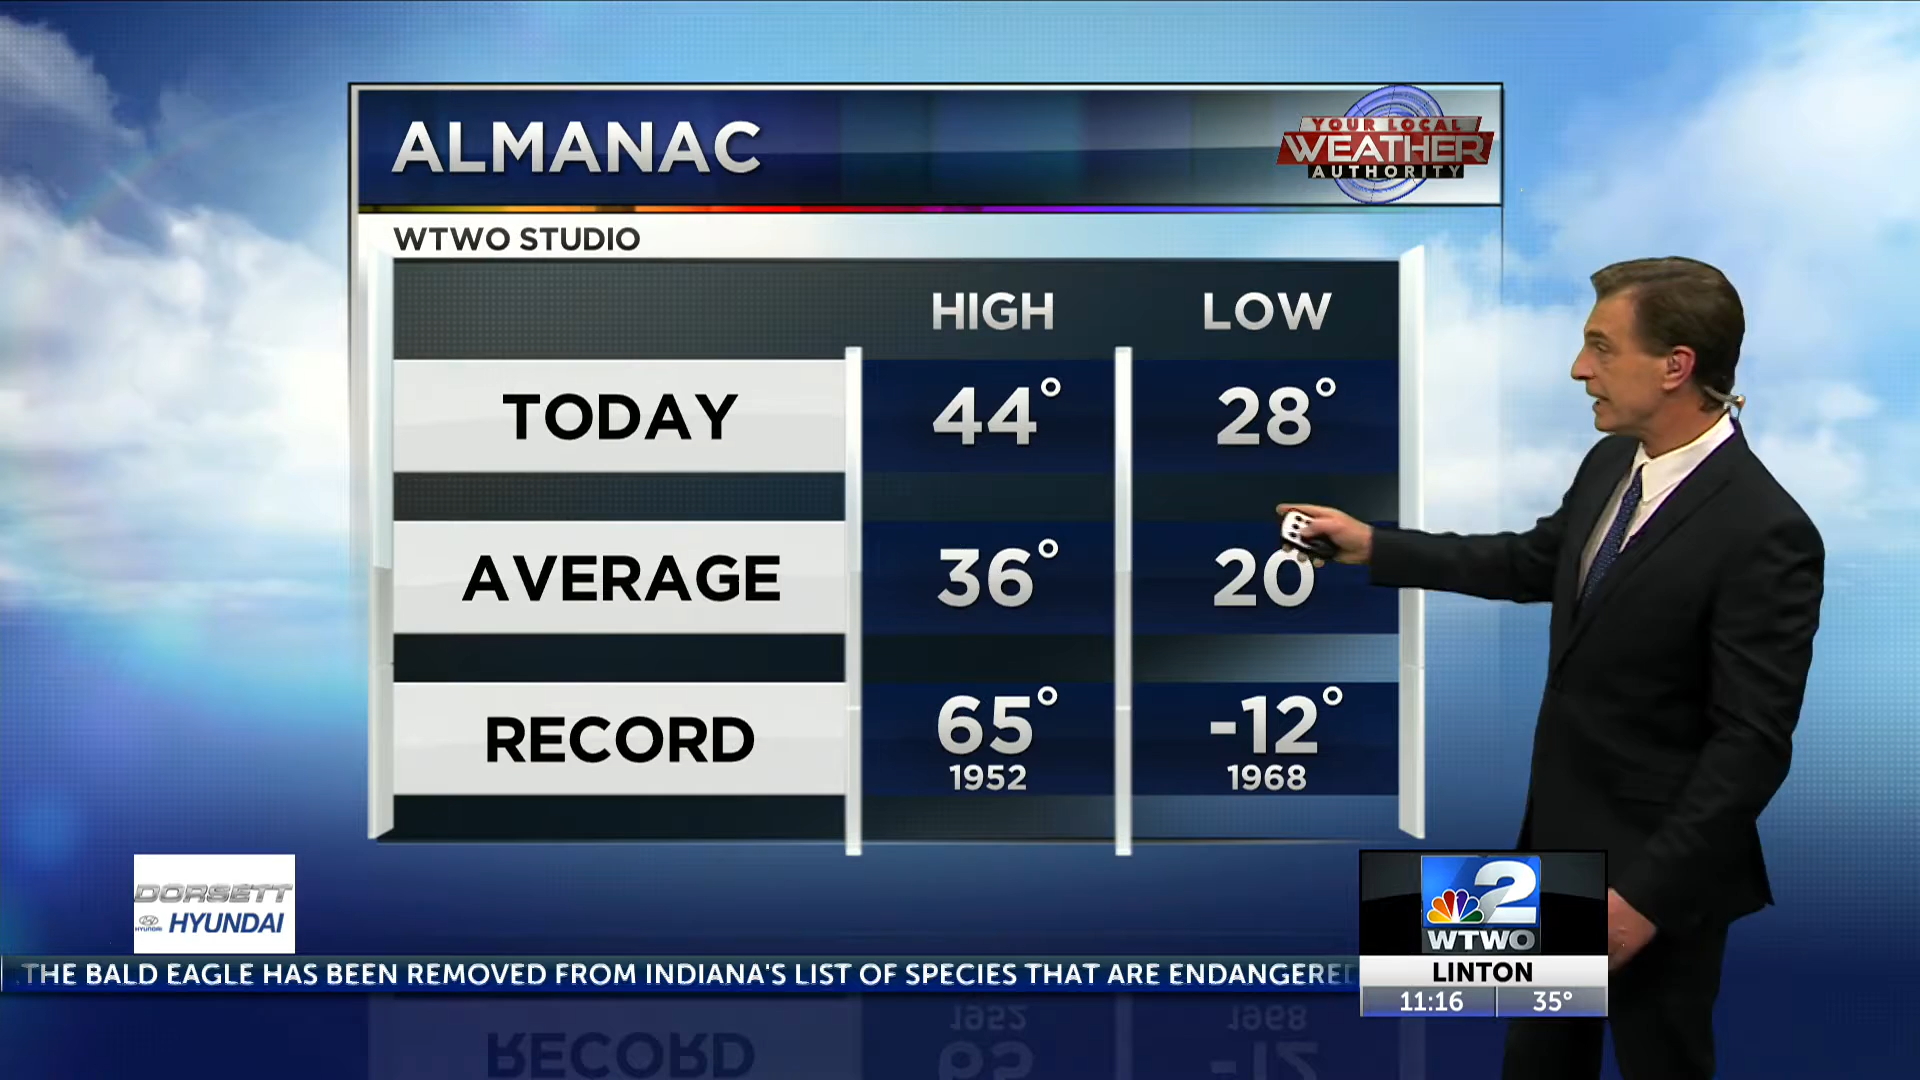 ALMANAC
YOUR LOCAL
WEATHER
AUTHORITY
WTWO STUDIO
HIGH LOW
TODAY 44° 28°
AVERAGE 36° 20
RECORD 65° -12°
1952 1968
DORSETT
HYUNDAI HYUNDAI
2
WTWO
THE BALD EAGLE HAS BEEN REMOVED FROM INDIANA'S LIST OF SPECIES THAT ARE ENDANGERED
LINTON
11:16 35°